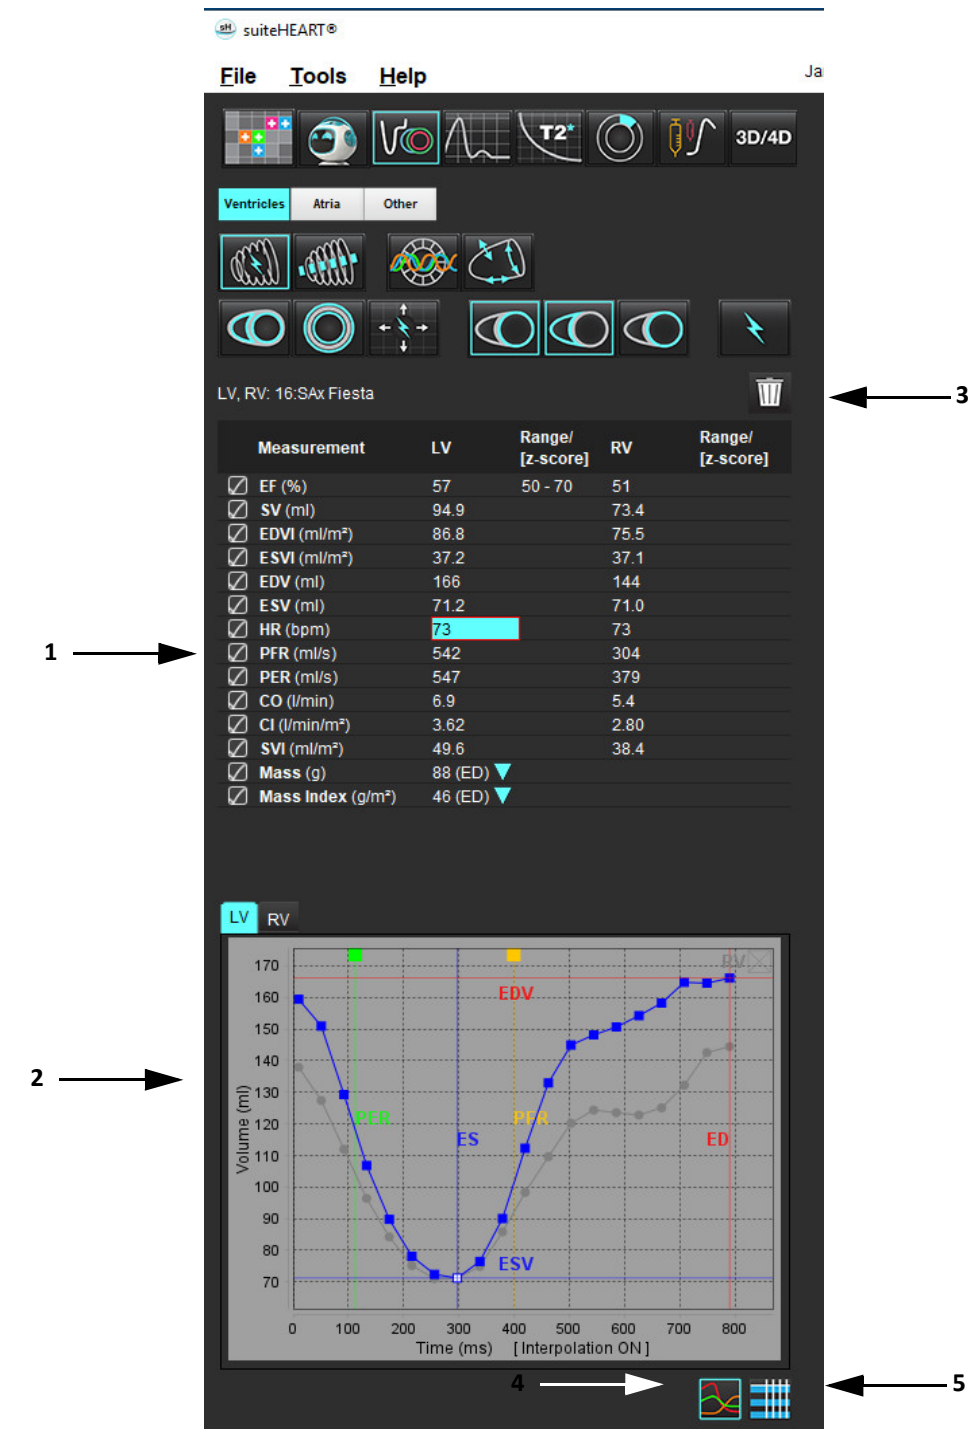 sH suiteHEART®
File Tools Help Ja
T2* 3D/4D
Ventricles Atria Other
LV, RV: 16:SAx Fiesta
3
Measurement LV Range/ [z-score] RV Range/ [z-score]
EF (%) 57 50 - 70 51
SV (ml) 94.9 73.4
EDVI (ml/m²) 86.8 75.5
ESVI (ml/m²) 37.2 37.1
EDV (ml) 166 144
ESV (ml) 71.2 71.0
HR (bpm) 73 73
1
PFR (ml/s) 542 304
PER (ml/s) 547 379
CO (l/min) 6.9 5.4
CI (l/min/m²) 3.62 2.80
SVI (ml/m²) 49.6 38.4
Mass (g) 88 (ED)
Mass Index (g/m²) 46 (ED)
LV RV
RV
170
160
150
140
130
120
110
100
90
80
70
Volume (ml)
EDV
PER
PFR
ES
ED
ESV
2
0 100 200 300 400 500 600 700 800
Time (ms) [ Interpolation ON ]
4
5